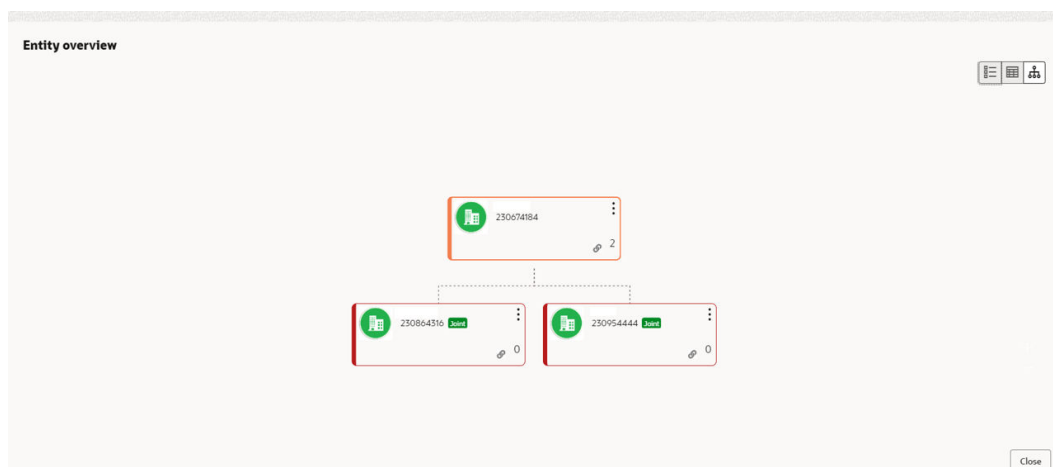 Entity overview
230674184
2
230864316 Joint
0
230954444 Joint
0
Close